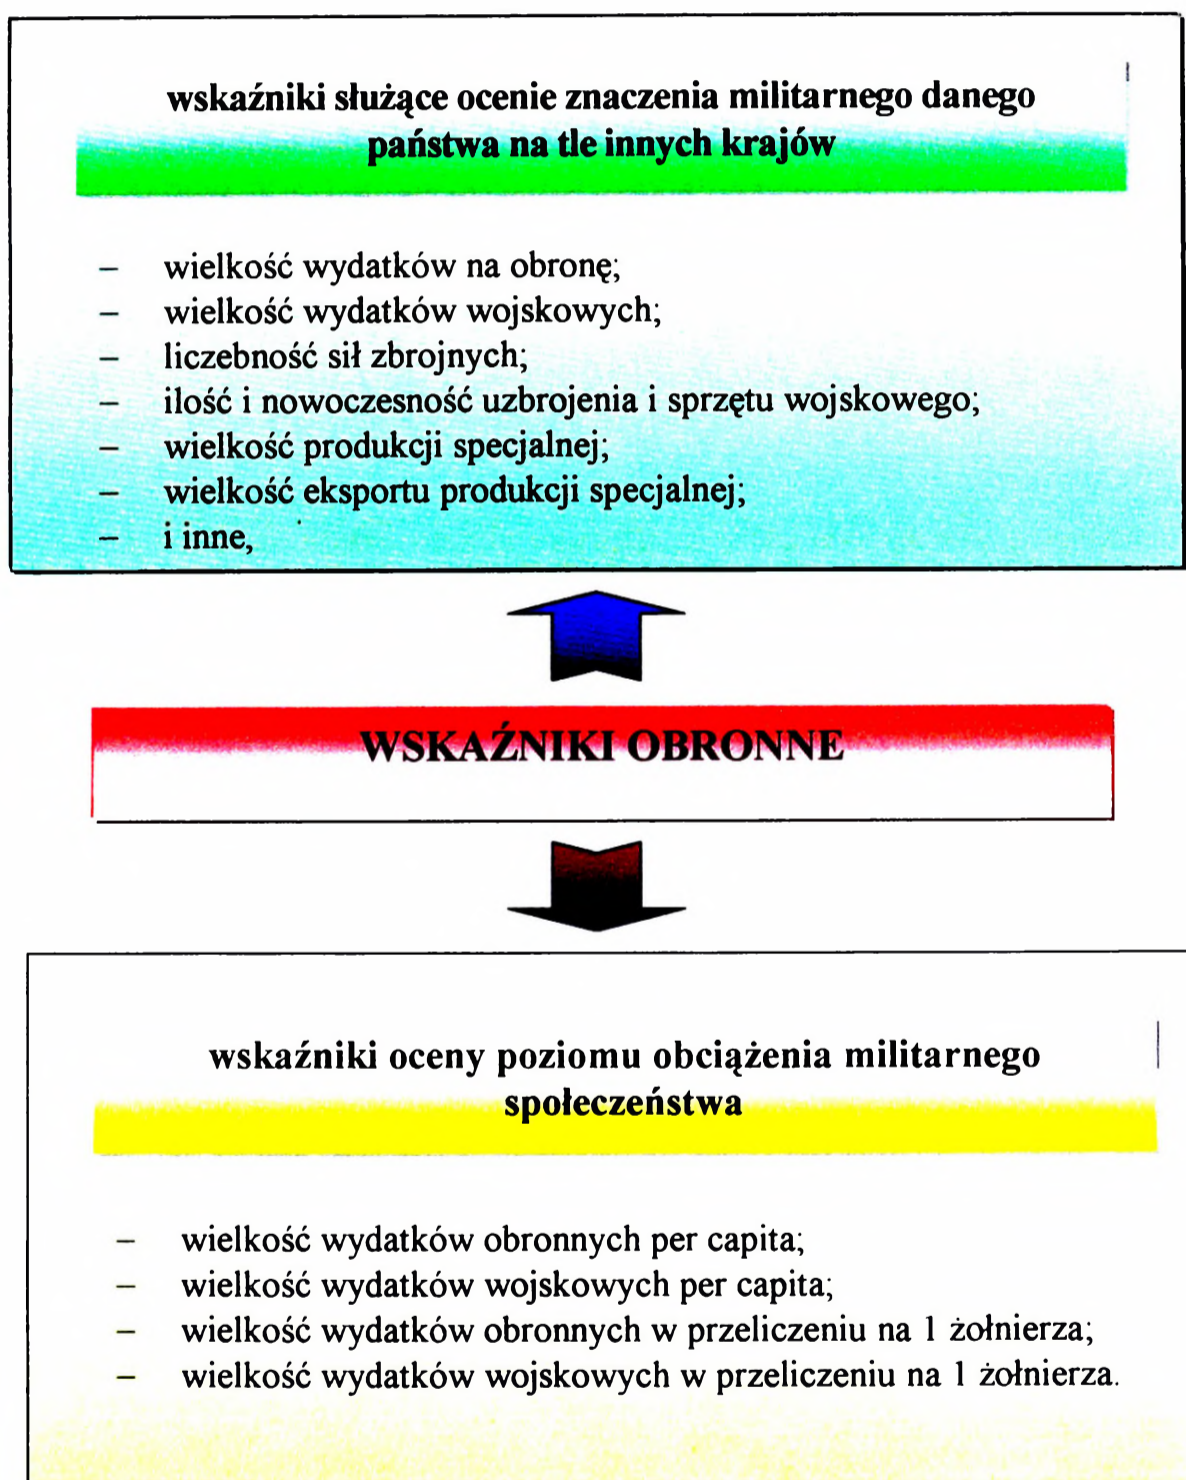 wskaźniki służące ocenie znaczenia militarnego danego
państwa na tle innych krajów
– wielkość wydatków na obronę;
– wielkość wydatków wojskowych;
– liczebność sił zbrojnych;
– ilość i nowoczesność uzbrojenia i sprzętu wojskowego;
– wielkość produkcji specjalnej;
– wielkość eksportu produkcji specjalnej;
– i inne,
WSKAŹNIKI OBRONNE
wskaźniki oceny poziomu obciążenia militarnego
społeczeństwa
– wielkość wydatków obronnych per capita;
– wielkość wydatków wojskowych per capita;
– wielkość wydatków obronnych w przeliczeniu na 1 żołnierza;
– wielkość wydatków wojskowych w przeliczeniu na 1 żołnierza.